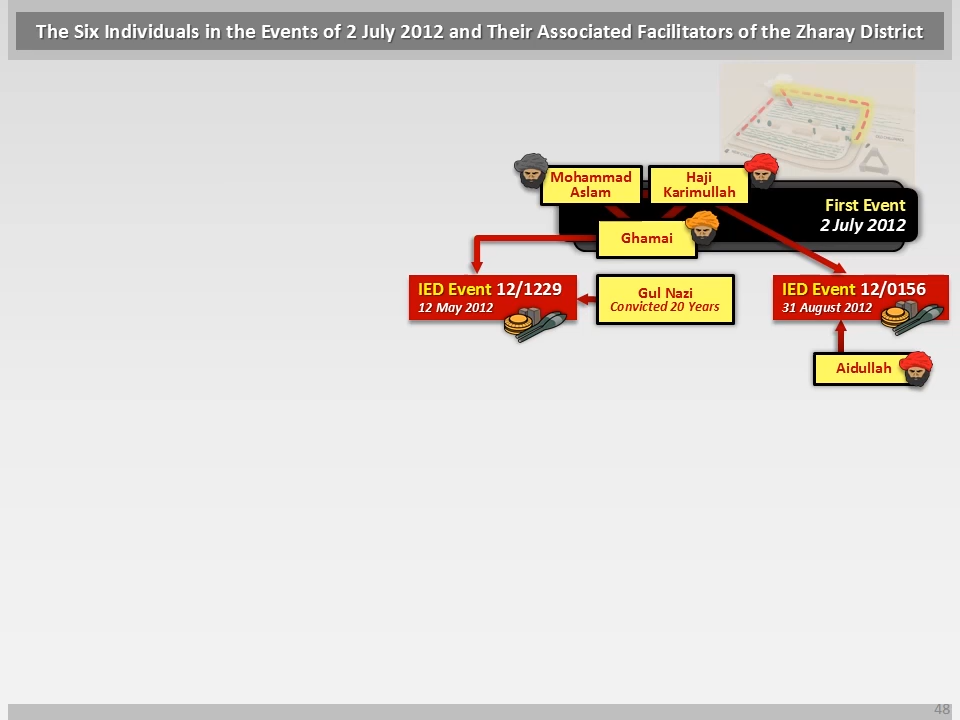 The Six Individuals in the Events of 2 July 2012 and Their Associated Facilitators of the Zharay District
Mohammad
Aslam
Haji
Karimullah
First Event
2 July 2012
Ghamai
IED Event 12/1229
12 May 2012
Gul Nazi
Convicted 20 Years
IED Event 12/0156
31 August 2012
Aidullah
48